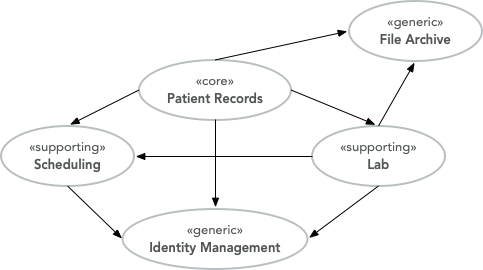 «generic»
File Archive
«core»
Patient Records
«supporting»
Scheduling
«supporting»
Lab
«generic»
Identity Management